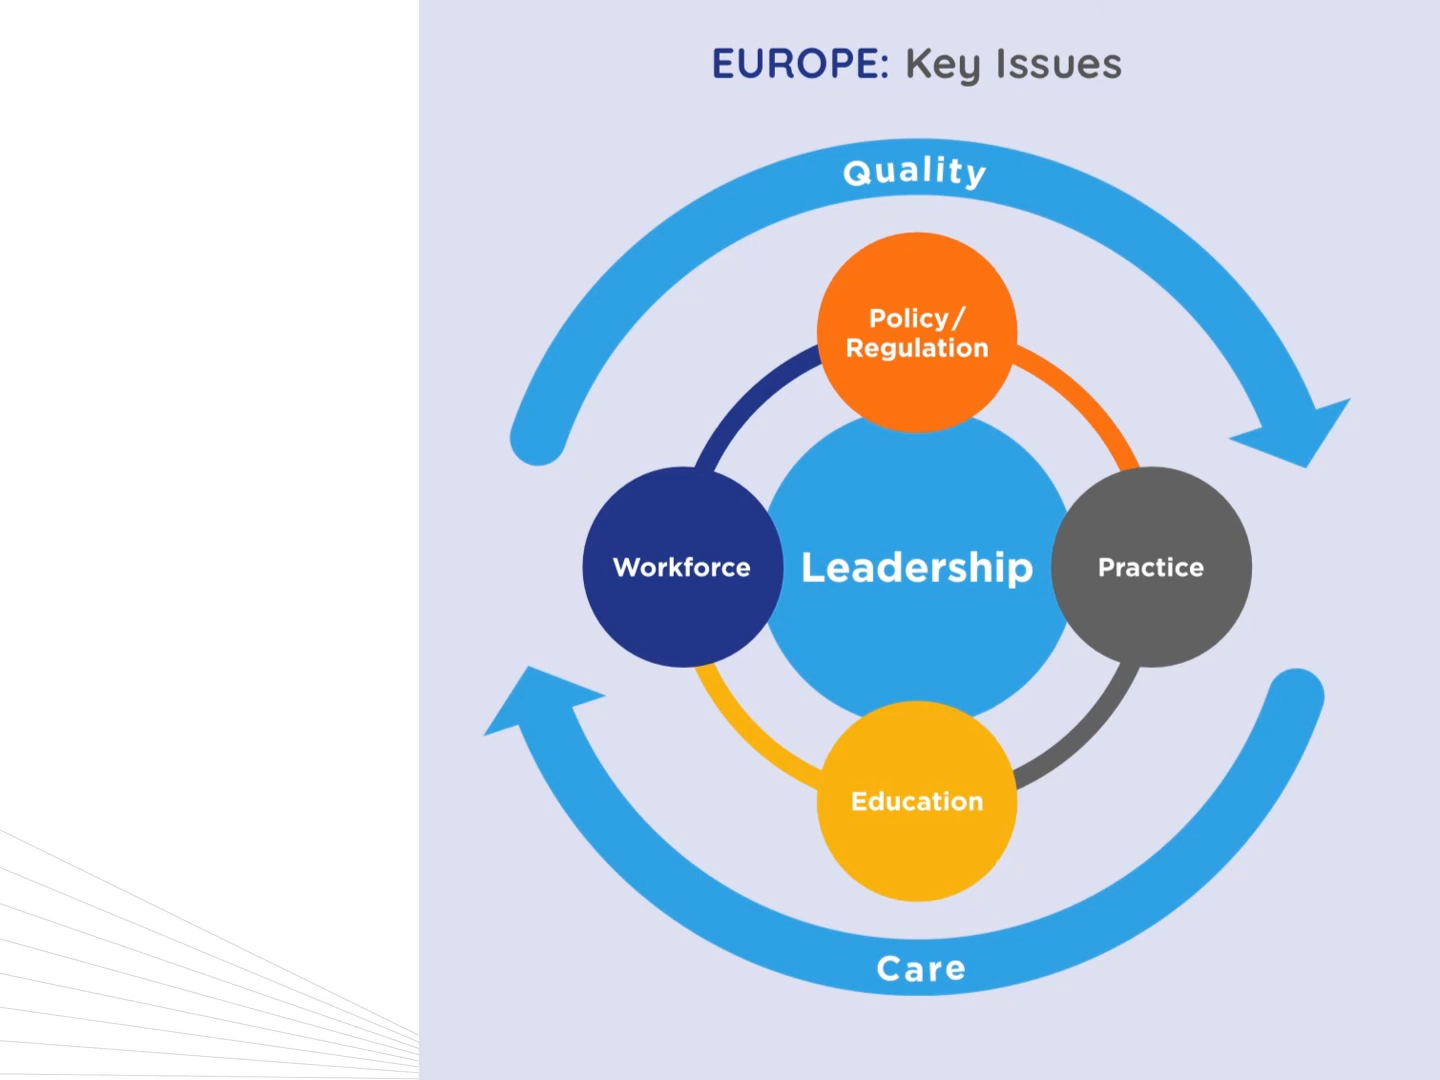 EUROPE: Key Issues
Quality
Policy/
Regulation
Workforce
Leadership
Practice
Education
Care